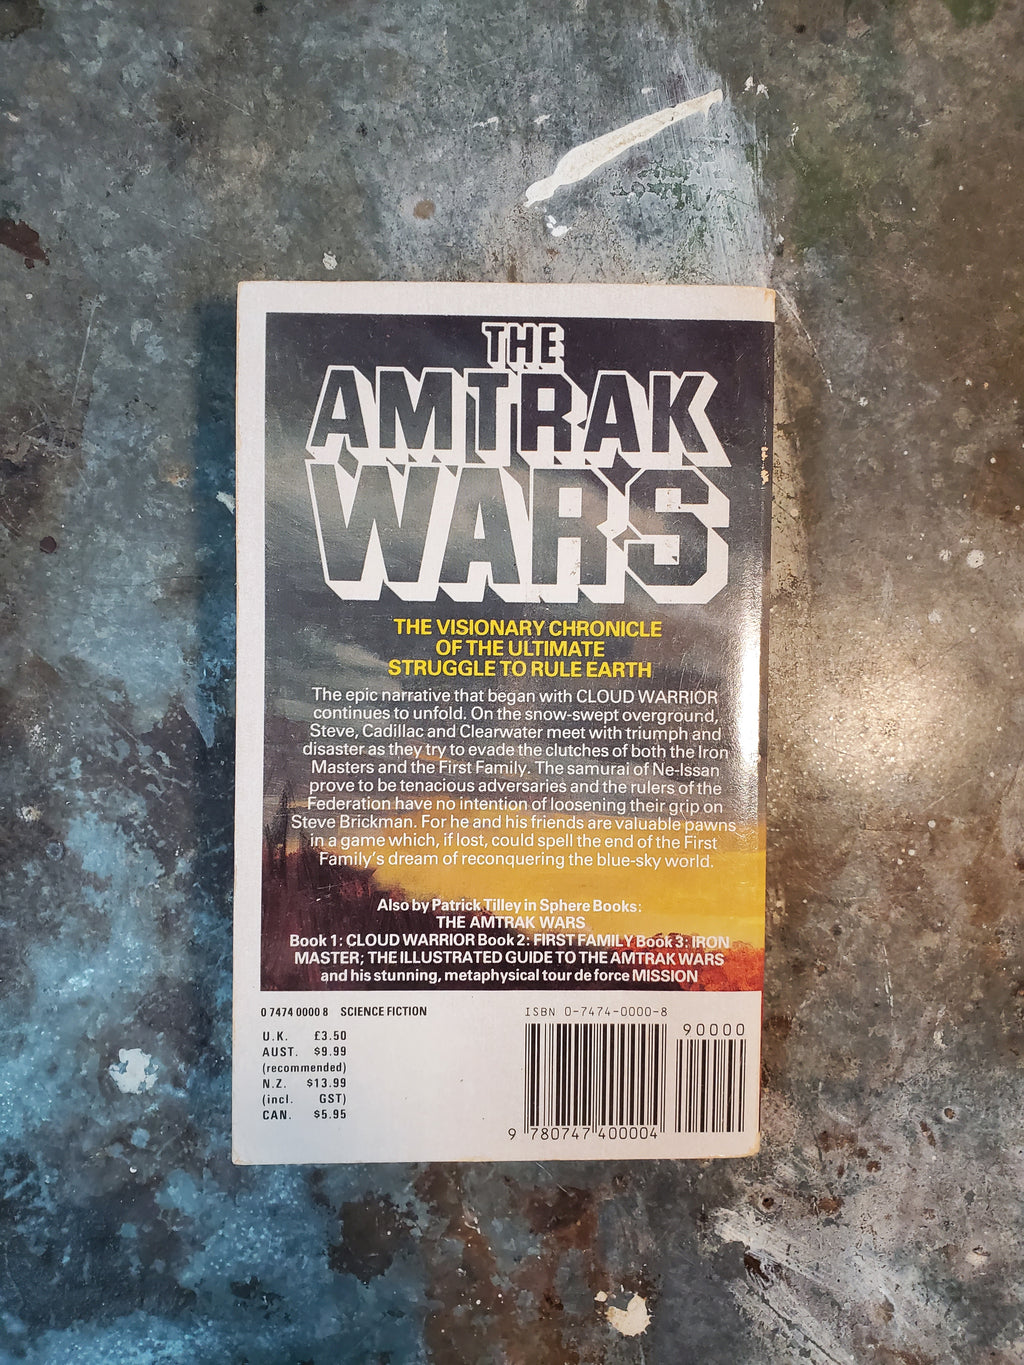 THE
AMTRAK
WARS
THE VISIONARY CHRONICLE
OF THE ULTIMATE
STRUGGLE TO RULE EARTH
The epic narrative that began with CLOUD WARRIOR
continues to unfold. On the snow-swept overground,
Steve, Cadillac and Clearwater meet with triumph and
disaster as they try to evade the clutches of both the Iron
Masters and the First Family. The samurai of Ne-Issan
prove to be tenacious adversaries and the rulers of the
Federation have no intention of loosening their grip on
Steve Brickman. For he and his friends are valuable pawns
in a game which, if lost, could spell the end of the First
Family's dream of reconquering the blue-sky world.
Also by Patrick Tilley in Sphere Books:
THE AMTRAK WARS
Book 1: CLOUD WARRIOR Book 2: FIRST FAMILY Book 3: IRON
MASTER; THE ILLUSTRATED GUIDE TO THE AMTRAK WARS
and his stunning, metaphysical tour de force MISSION
0 7474 0000 8 SCIENCE FICTION
U.K. £3.50
AUST. $9.99
(recommended)
N.Z. $13.99
(incl. GST)
CAN. $5.95
ISBN 0-7474-0000-8
90000
9 780747 400004